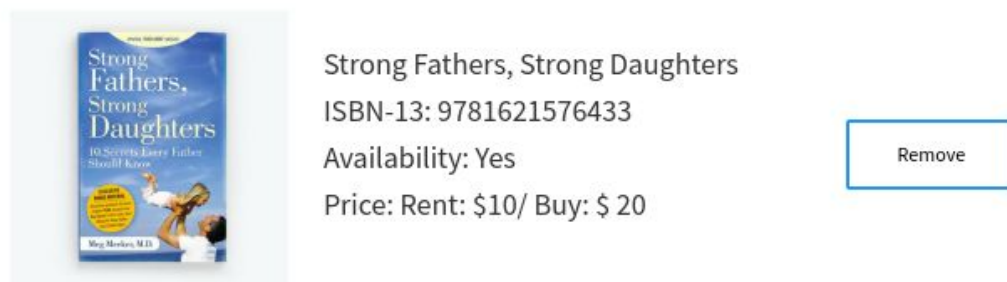 Strong
Fathers,
Strong
Daughters
10 Secrets Every Father
Should Know
Meg Meeker, M.D.
Strong Fathers, Strong Daughters
ISBN-13: 9781621576433
Availability: Yes
Price: Rent: $10/ Buy: $ 20
Remove